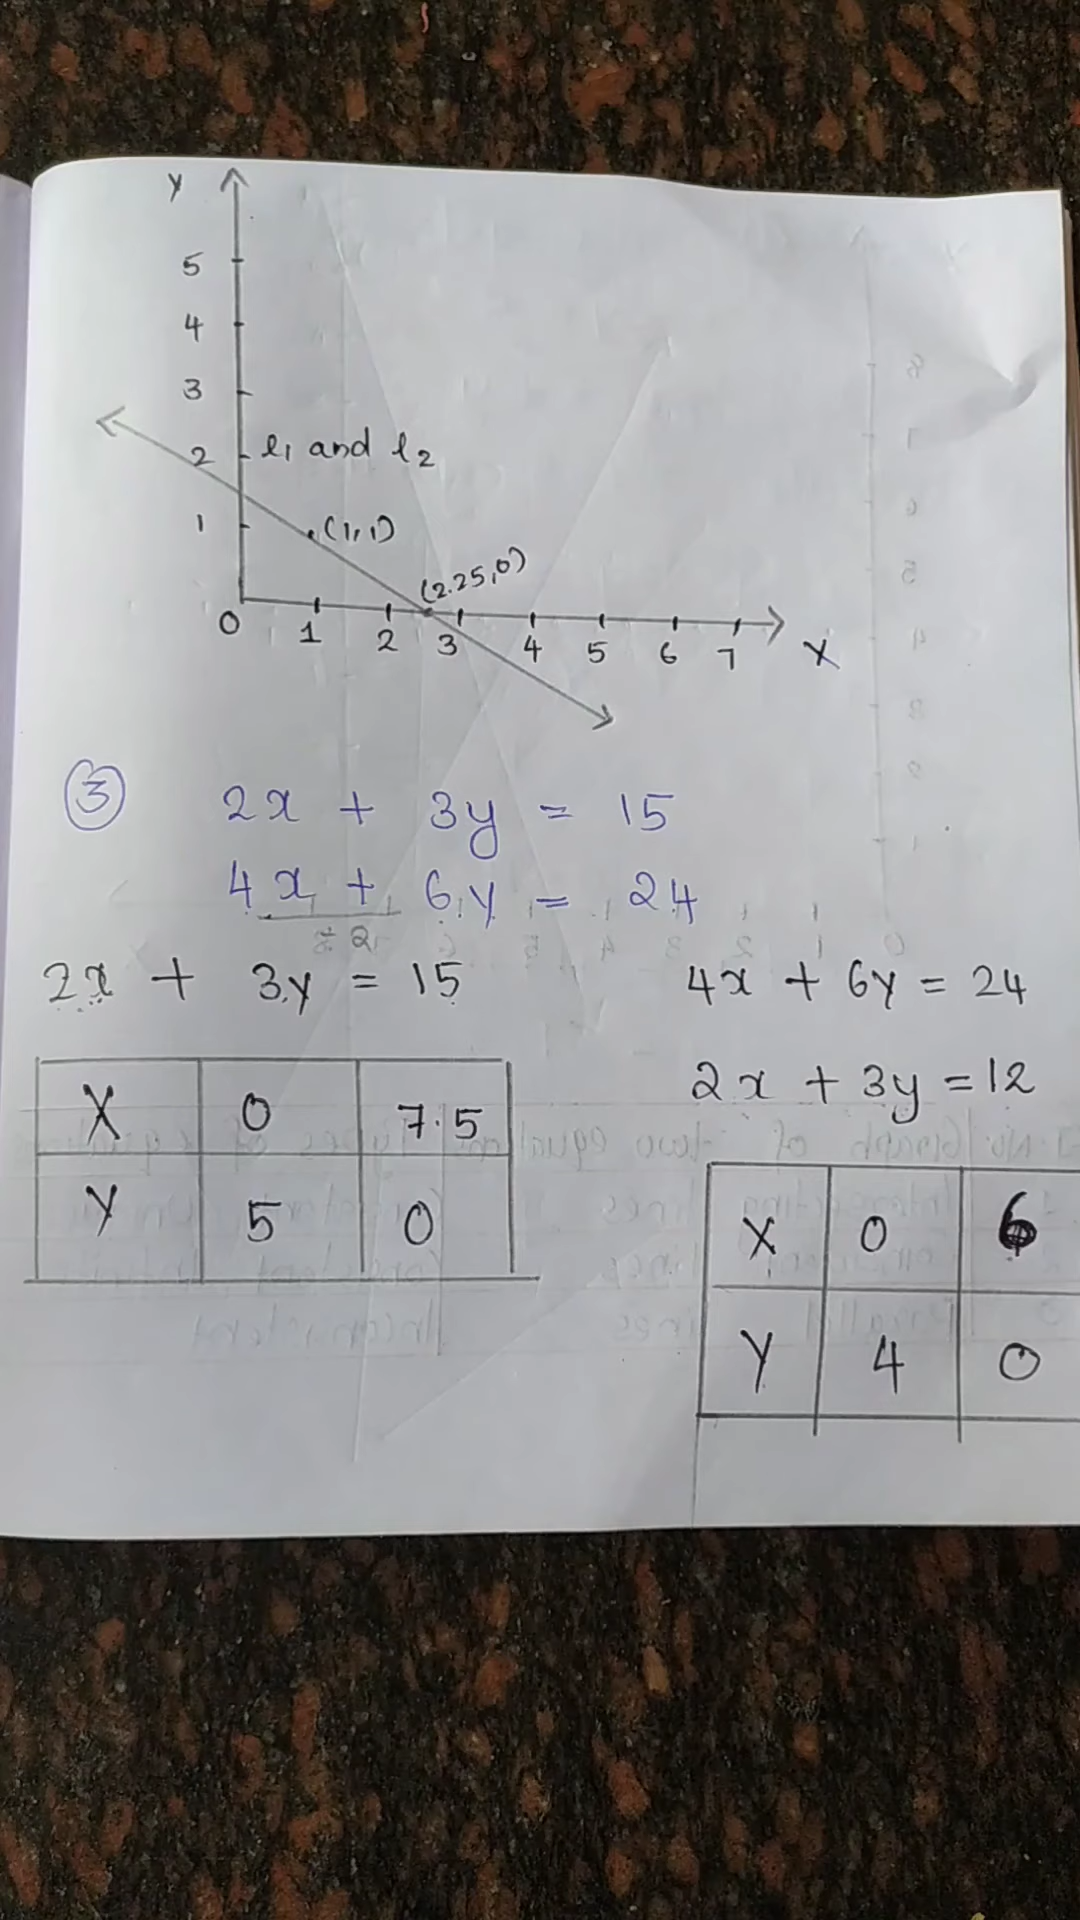 Y
5
4
3
2 l1 and l2
1 (1,1)
(2.25,0)
0 1 2 3 4 5 6 7 X
3 2x + 3y = 15
4x + 6y = 24
÷ 2
2x + 3y = 15
4x + 6y = 24
2x + 3y = 12
X 0 7.5
Y 5 0
X 0 6
Y 4 0